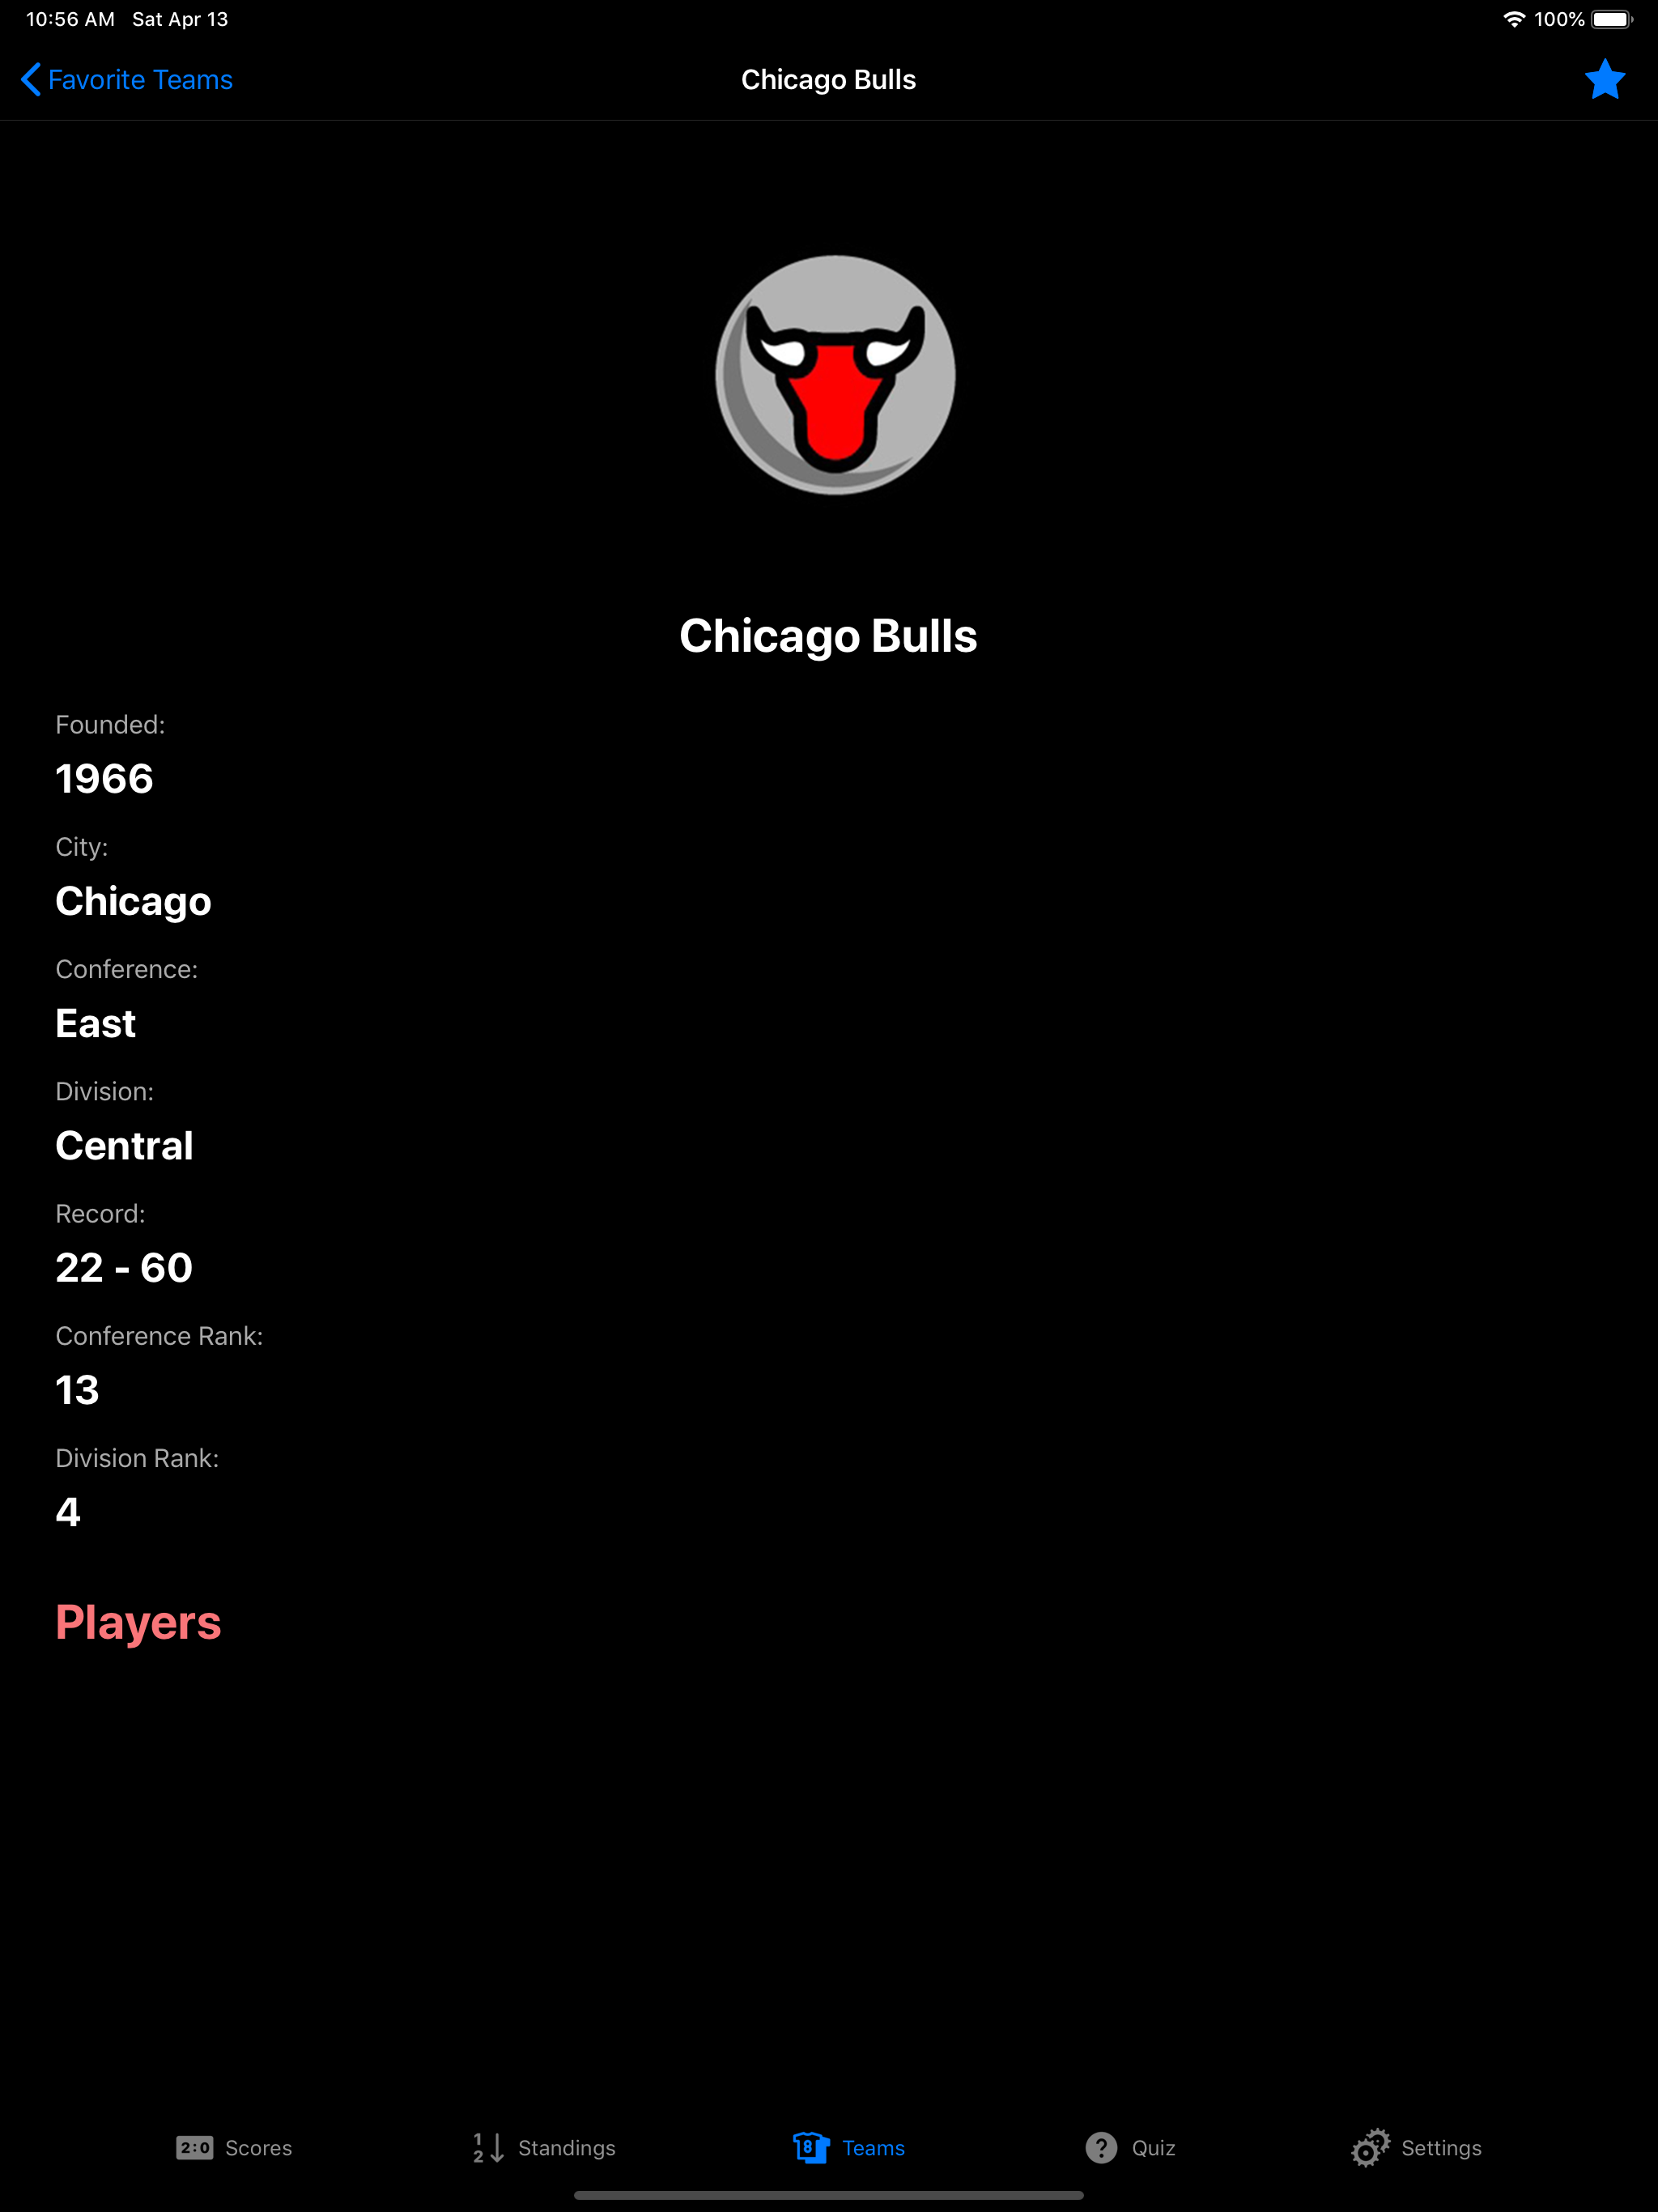 10:56 AM Sat Apr 13 100%
Favorite Teams Chicago Bulls
Chicago Bulls
Founded:
1966
City:
Chicago
Conference:
East
Division:
Central
Record:
22 - 60
Conference Rank:
13
Division Rank:
4
Players
2:0 Scores 1 2 Standings 8 Teams ? Quiz Settings